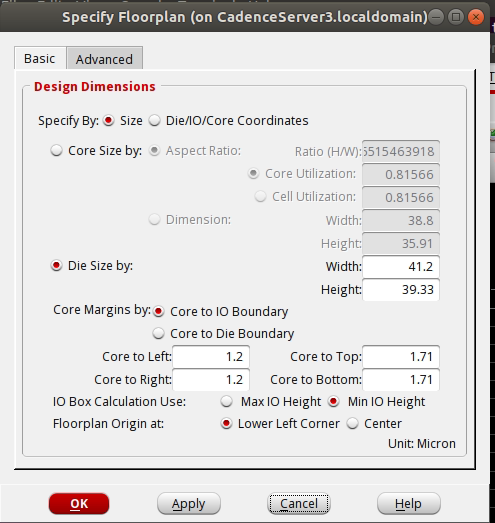 Specify Floorplan (on CadenceServer3.localdomain)
Basic
Advanced
Design Dimensions
Specify By: Size Die/IO/Core Coordinates
Core Size by: Aspect Ratio: Ratio (H/W): 5515463918
Core Utilization: 0.81566
Cell Utilization: 0.81566
Dimension: Width: 38.8
Height: 35.91
Die Size by: Width: 41.2
Height: 39.33
Core Margins by: Core to IO Boundary
Core to Die Boundary
Core to Left: 1.2 Core to Top: 1.71
Core to Right: 1.2 Core to Bottom: 1.71
IO Box Calculation Use: Max IO Height Min IO Height
Floorplan Origin at: Lower Left Corner Center
Unit: Micron
OK Apply Cancel Help